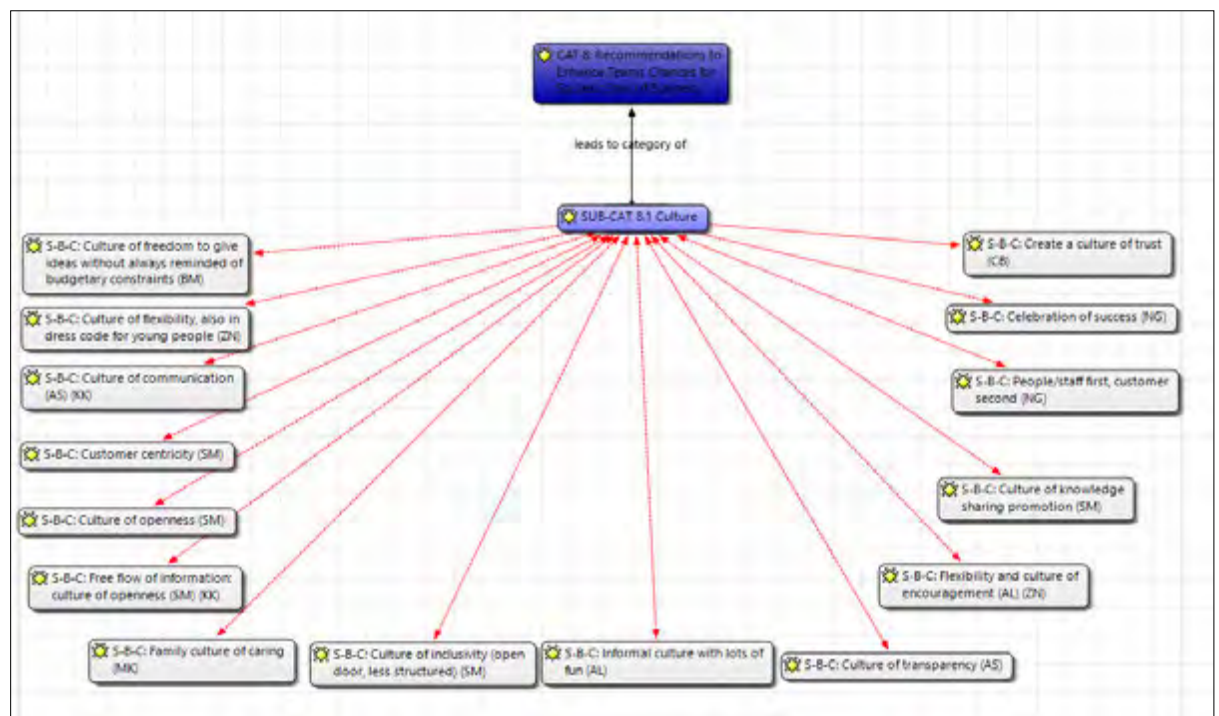 CAT 8: Recommendations to
Enhance Teams Chances for
leads to category of
SUB-CAT 8.1 Culture
S-B-C: Culture of freedom to give
ideas without always reminded of
budgetary constraints (BM)
S-B-C: Culture of flexibility, also in
dress code for young people (ZN)
S-B-C: Culture of communication
(AS) (KK)
S-B-C: Customer centricity (SM)
S-B-C: Culture of openness (SM)
S-B-C: Free flow of information:
culture of openness (SM) (KK)
S-B-C: Family culture of caring
(MK)
S-B-C: Culture of inclusivity (open
door, less structured) (SM)
S-B-C: Informal culture with lots of
fun (AL)
S-B-C: Culture of transparency (AS)
S-B-C: Flexibility and culture of
encouragement (AL) (ZN)
S-B-C: Culture of knowledge
sharing promotion (SM)
S-B-C: People/staff first, customer
second (NG)
S-B-C: Celebration of success (NG)
S-B-C: Create a culture of trust
(CB)